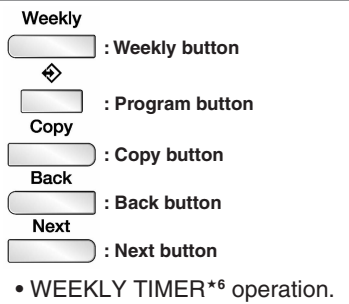 Weekly
: Weekly button
: Program button
Copy
: Copy button
Back
: Back button
Next
: Next button
• WEEKLY TIMER★6 operation.